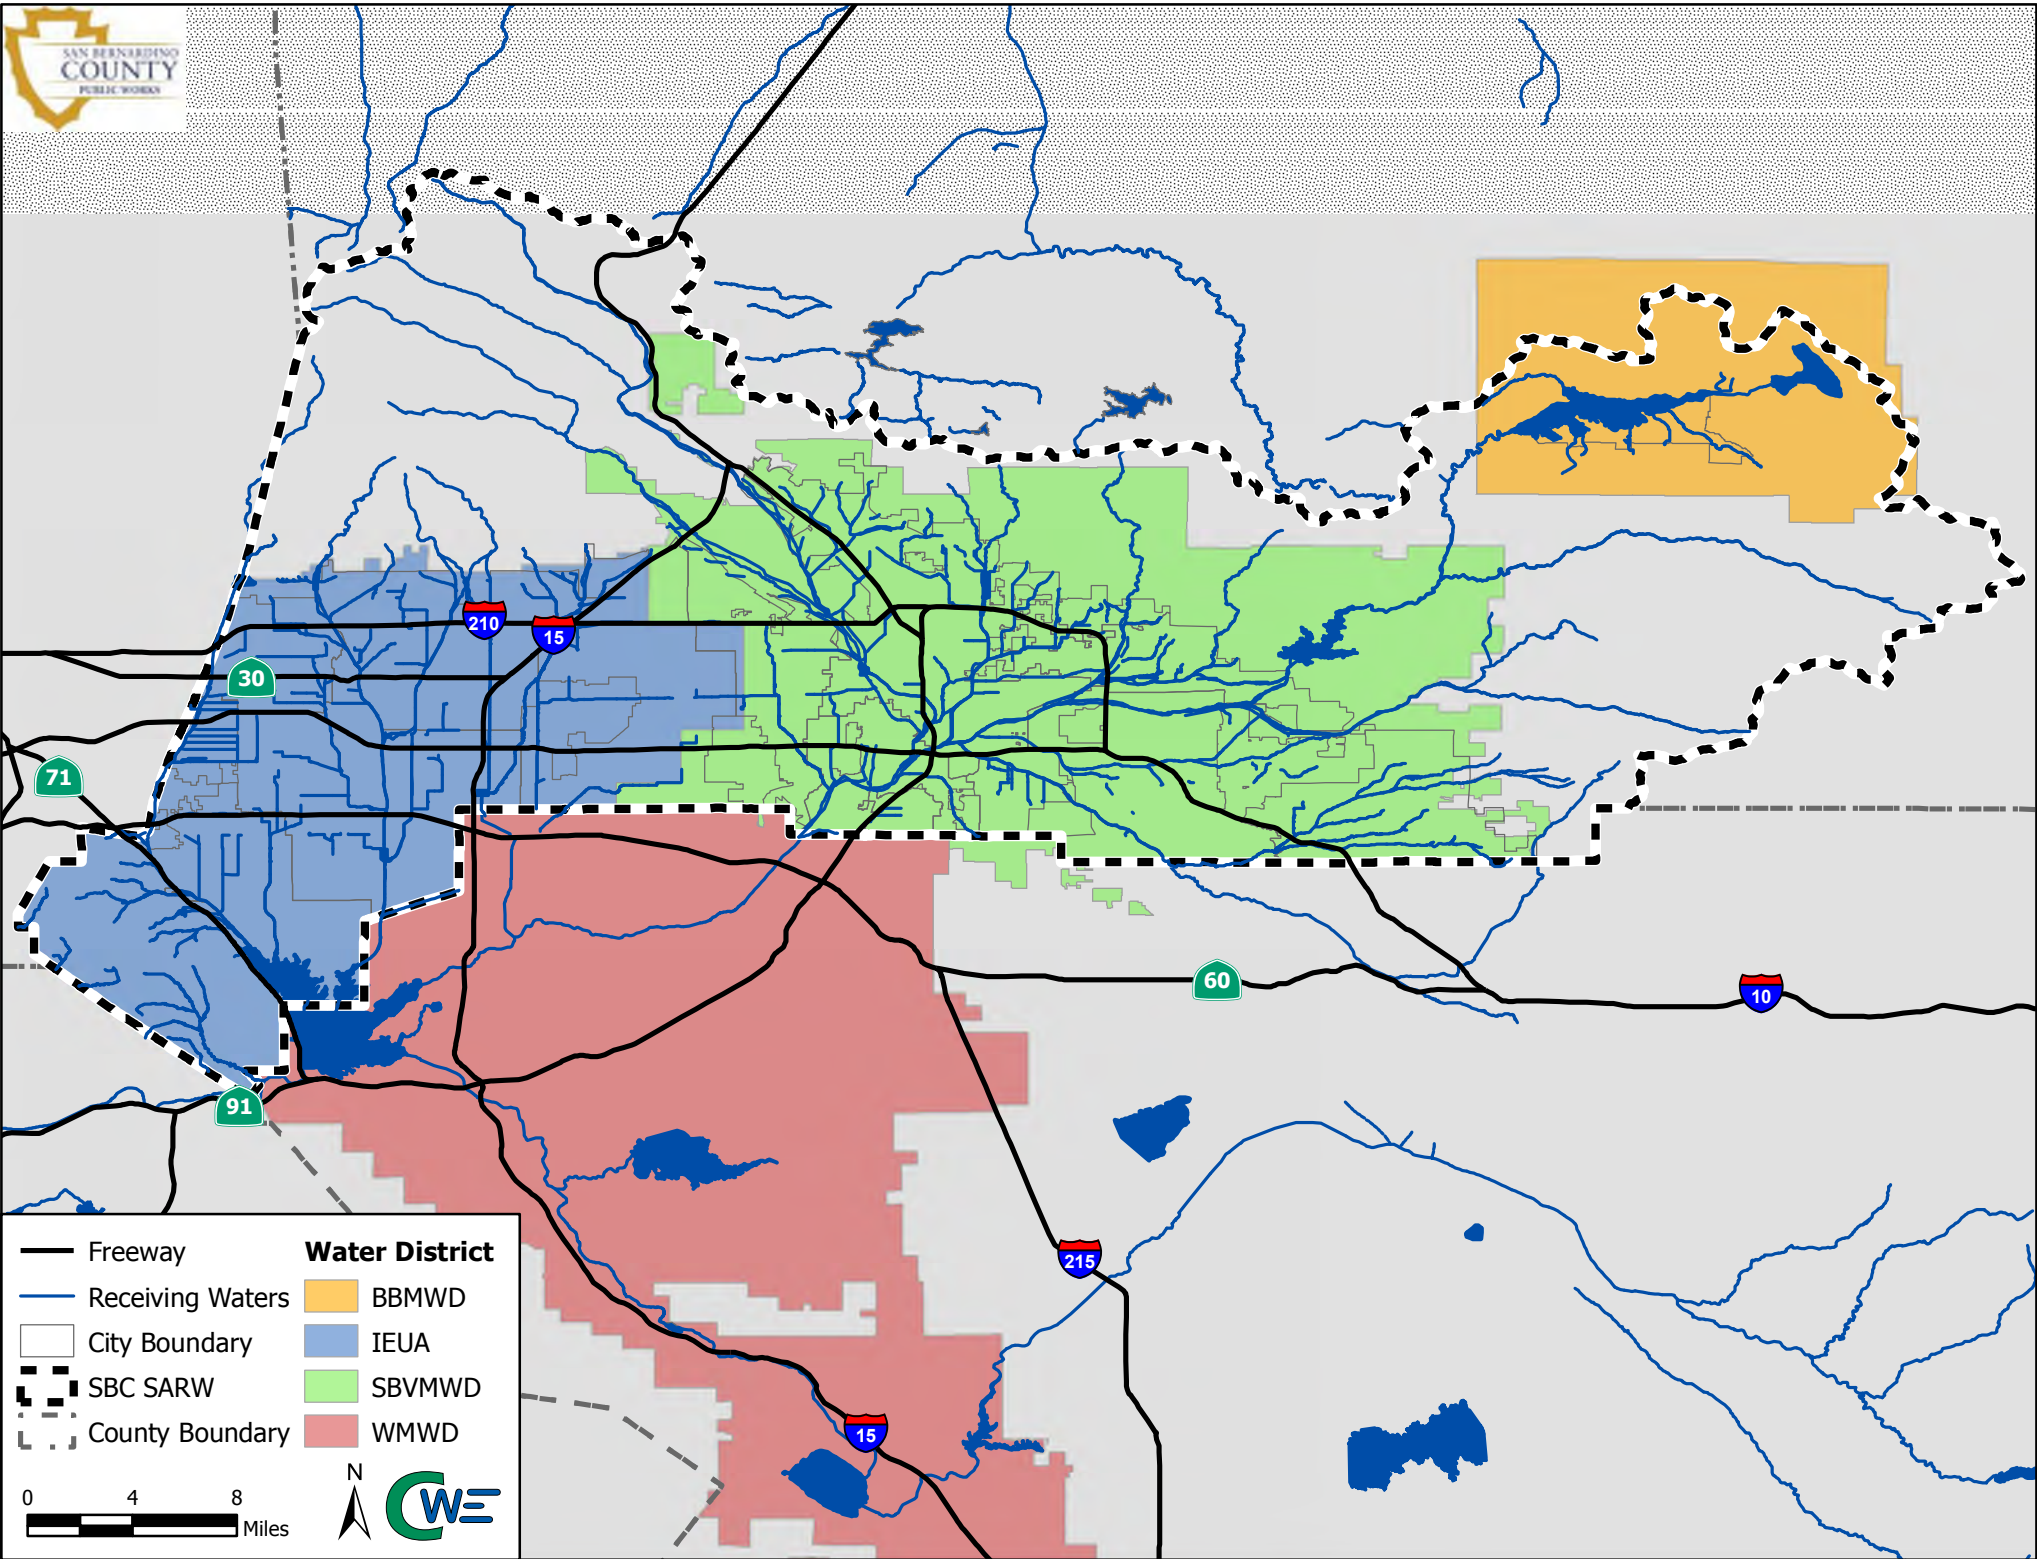 SAN BERNARDINO
COUNTY
PUBLIC WORKS
210
15
30
71
60
10
91
215
15
Freeway
Receiving Waters
City Boundary
SBC SARW
County Boundary
Water District
BBMWD
IEUA
SBVMWD
WMWD
0 4 8
Miles
N
CWE